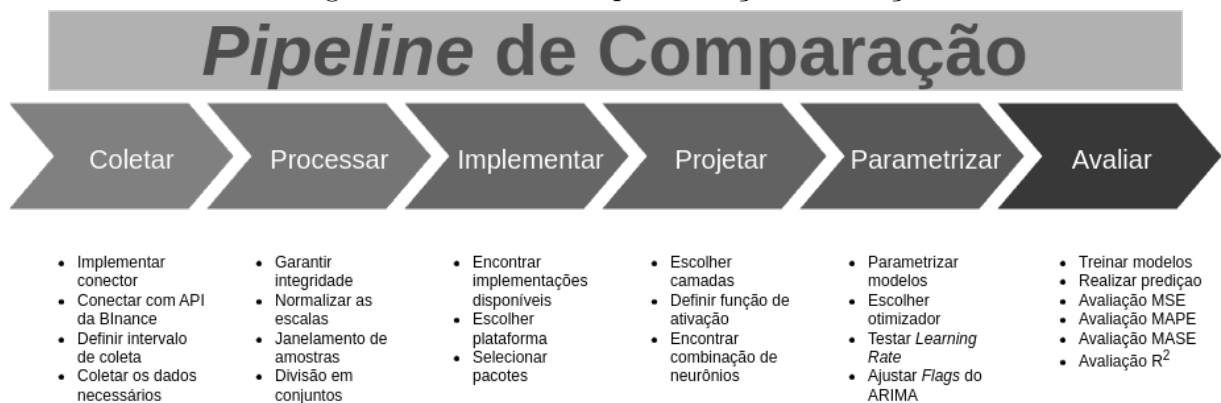 Pipeline de Comparação
Coletar
Processar
Implementar
Projetar
Parametrizar
Avaliar
• Implementar
conector
• Conectar com API
da BInance
• Definir intervalo
de coleta
• Coletar os dados
necessários
• Garantir
integridade
• Normalizar as
escalas
• Janelamento de
amostras
• Divisão em
conjuntos
• Encontrar
implementações
disponíveis
• Escolher
plataforma
• Selecionar
pacotes
• Escolher
camadas
• Definir função de
ativação
• Encontrar
combinação de
neurônios
• Parametrizar
modelos
• Escolher
otimizador
• Testar Learning
Rate
• Ajustar Flags do
ARIMA
• Treinar modelos
• Realizar prediçao
• Avaliação MSE
• Avaliação MAPE
• Avaliação MASE
• Avaliação R²